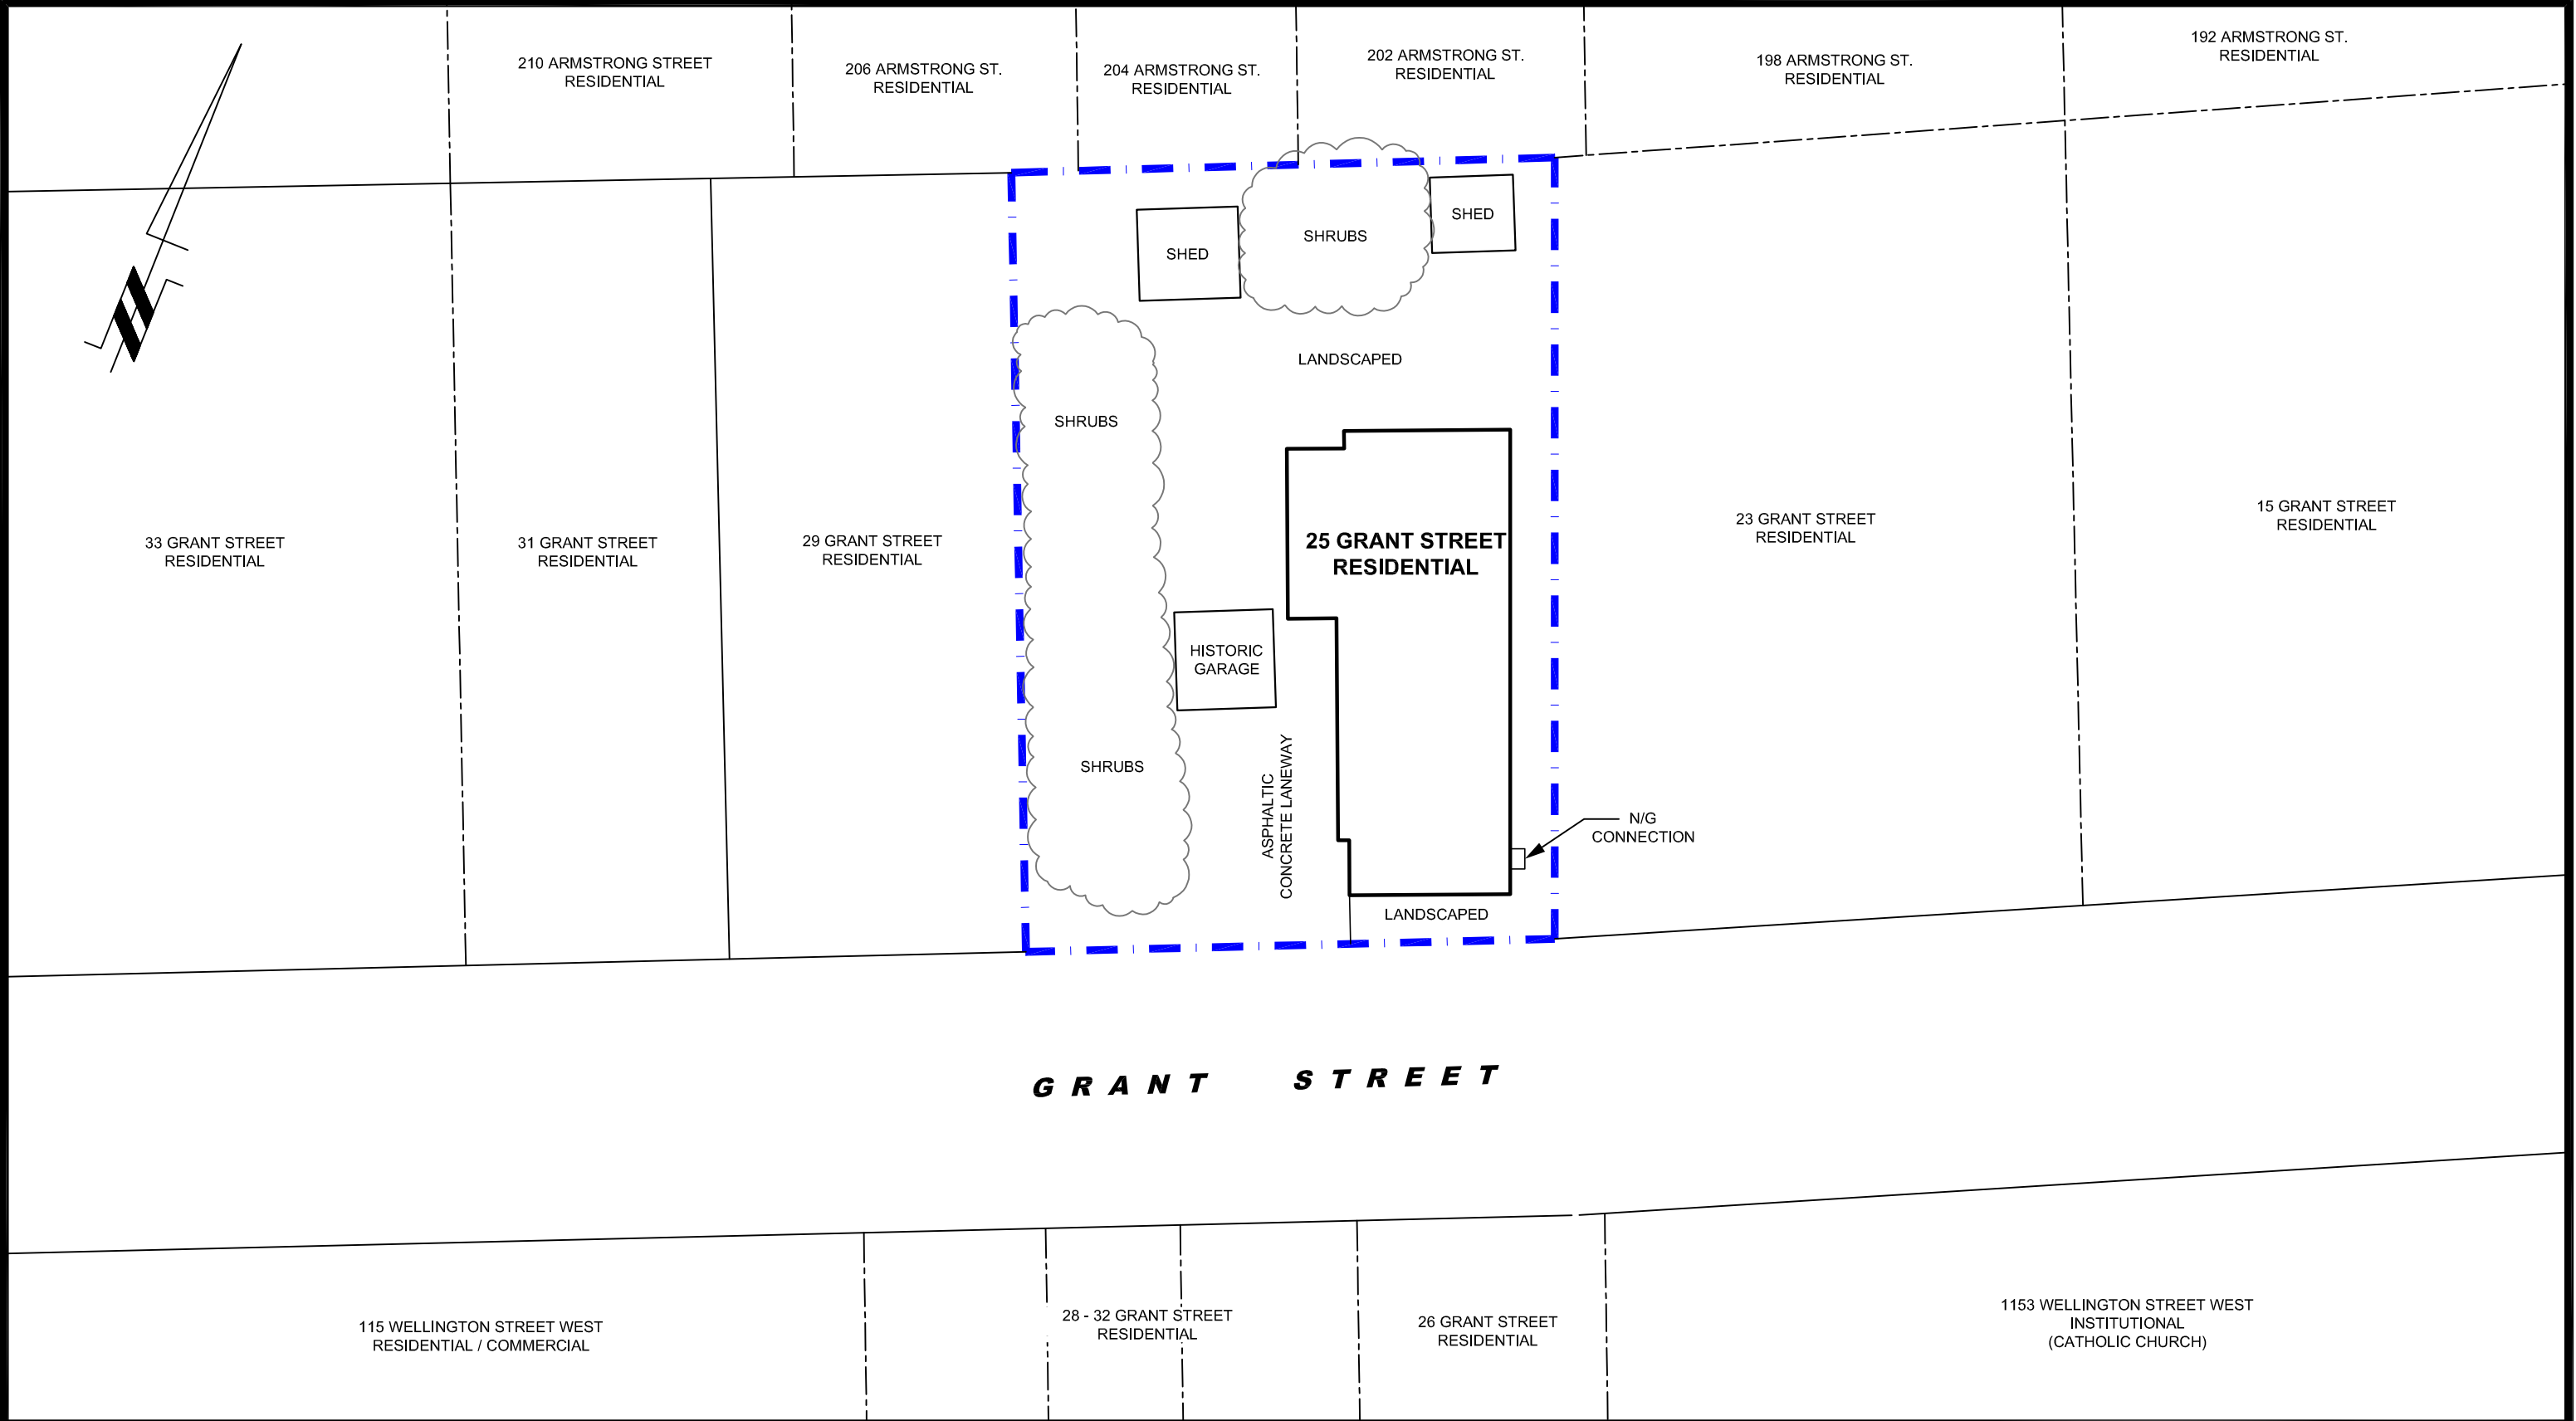 210 ARMSTRONG STREET
RESIDENTIAL
206 ARMSTRONG ST.
RESIDENTIAL
204 ARMSTRONG ST.
RESIDENTIAL
202 ARMSTRONG ST.
RESIDENTIAL
198 ARMSTRONG ST.
RESIDENTIAL
192 ARMSTRONG ST.
RESIDENTIAL
SHED
SHRUBS
SHED
LANDSCAPED
SHRUBS
33 GRANT STREET
RESIDENTIAL
31 GRANT STREET
RESIDENTIAL
29 GRANT STREET
RESIDENTIAL
25 GRANT STREET
RESIDENTIAL
23 GRANT STREET
RESIDENTIAL
15 GRANT STREET
RESIDENTIAL
HISTORIC
GARAGE
SHRUBS
ASPHALTIC
CONCRETE LANEWAY
N/G
CONNECTION
LANDSCAPED
GRANT STREET
115 WELLINGTON STREET WEST
RESIDENTIAL / COMMERCIAL
28 - 32 GRANT STREET
RESIDENTIAL
26 GRANT STREET
RESIDENTIAL
1153 WELLINGTON STREET WEST
INSTITUTIONAL
(CATHOLIC CHURCH)